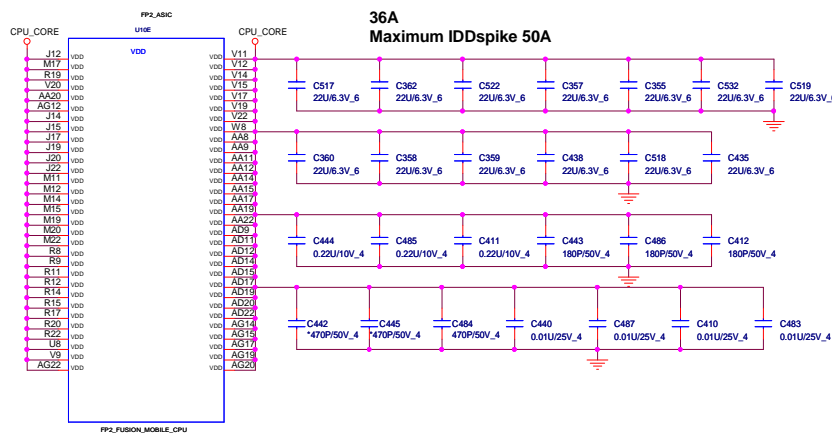 FP2_ASIC
36A
Maximum IDDspike 50A
CPU_CORE
U10E
CPU_CORE
VDD
J12 VDD VDD V11
M17 VDD VDD V12
R19 VDD VDD V14
V20 VDD VDD V15
AA20 VDD VDD V17
AG12 VDD VDD V19
J14 VDD VDD V22
J15 VDD VDD W8
J17 VDD VDD AA8
J19 VDD VDD AA9
J20 VDD VDD AA11
J22 VDD VDD AA12
M11 VDD VDD AA14
M12 VDD VDD AA15
M14 VDD VDD AA17
M15 VDD VDD AA19
M19 VDD VDD AA22
M20 VDD VDD AD9
M22 VDD VDD AD11
R8 VDD VDD AD12
R9 VDD VDD AD14
R11 VDD VDD AD15
R12 VDD VDD AD17
R14 VDD VDD AD19
R15 VDD VDD AD20
R17 VDD VDD AD22
R20 VDD VDD AG14
R22 VDD VDD AG15
U8 VDD VDD AG17
V9 VDD VDD AG19
AG22 VDD VDD AG20
FP2_FUSION_MOBILE_CPU
C517 C362 C522 C357 C355 C532 C519
22U/6.3V_6 22U/6.3V_6 22U/6.3V_6 22U/6.3V_6 22U/6.3V_6 22U/6.3V_6 22U/6.3V_6
C360 C358 C359 C438 C518 C435
22U/6.3V_6 22U/6.3V_6 22U/6.3V_6 22U/6.3V_6 22U/6.3V_6 22U/6.3V_6
C444 C485 C411 C443 C486 C412
0.22U/10V_4 0.22U/10V_4 0.22U/10V_4 180P/50V_4 180P/50V_4 180P/50V_4
C442 C445 C484 C440 C487 C410 C483
*470P/50V_4 *470P/50V_4 470P/50V_4 0.01U/25V_4 0.01U/25V_4 0.01U/25V_4 0.01U/25V_4